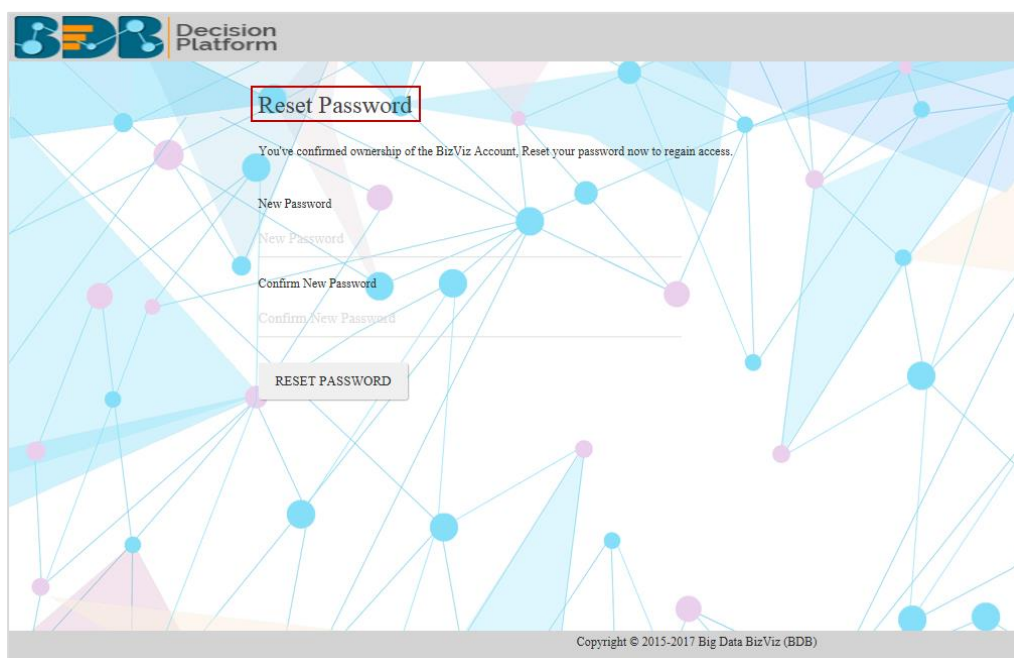 BDB Decision
Platform
Reset Password
You've confirmed ownership of the BizViz Account, Reset your password now to regain access.
New Password
New Password
Confirm New Password
Confirm New Password
RESET PASSWORD
Copyright © 2015-2017 Big Data BizViz (BDB)